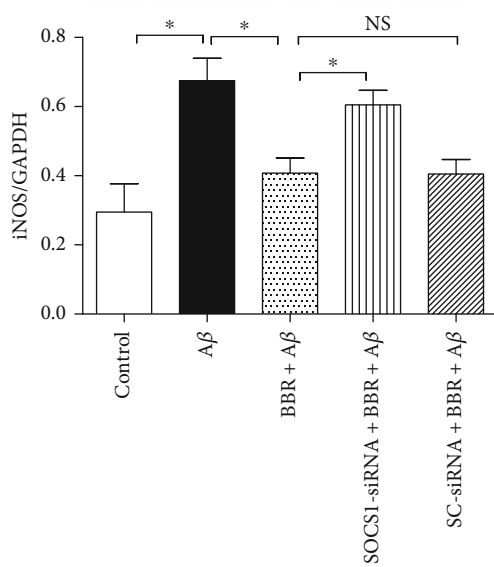 NS
* *
*
0.8
0.6
0.4
0.2
0.0
iNOS/GAPDH
Control
Aβ
BBR + Aβ
SOCS1-siRNA + BBR + Aβ
SC-siRNA + BBR + Aβ